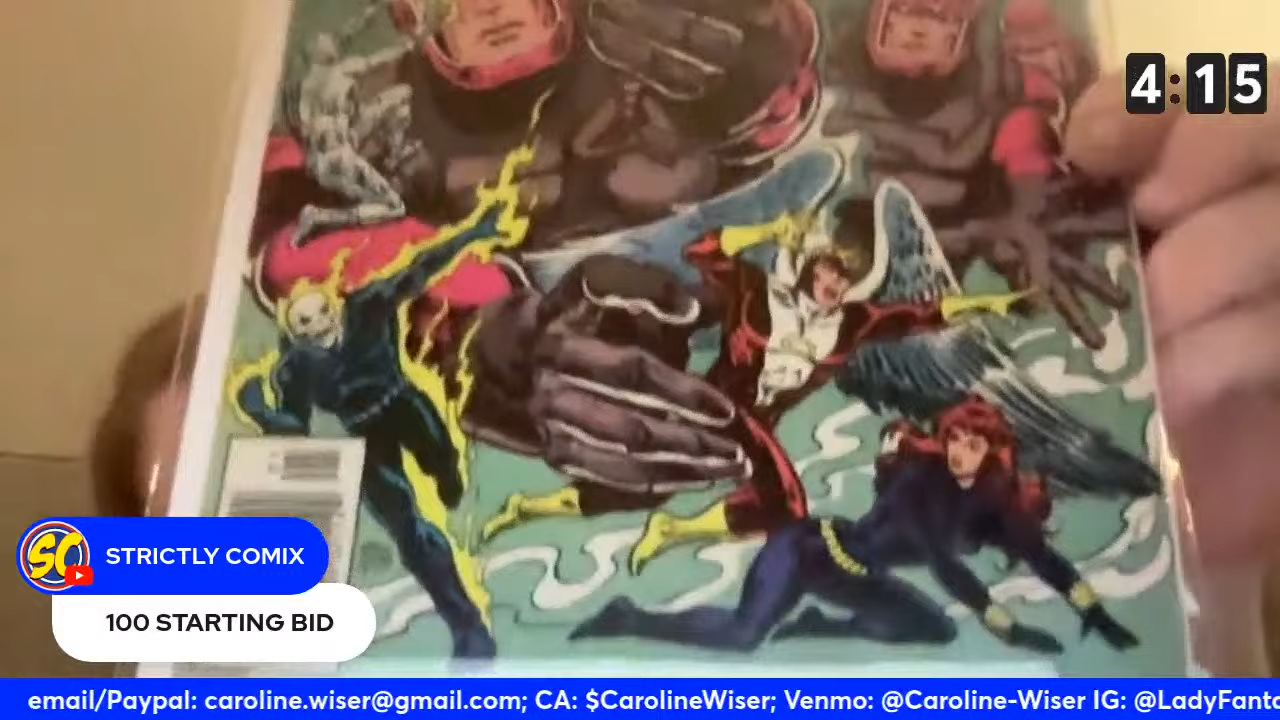 4:15
SC
STRICTLY COMIX
100 STARTING BID
email/Paypal: caroline.wiser@gmail.com; CA: $CarolineWiser; Venmo: @Caroline-Wiser IG: @LadyFanta